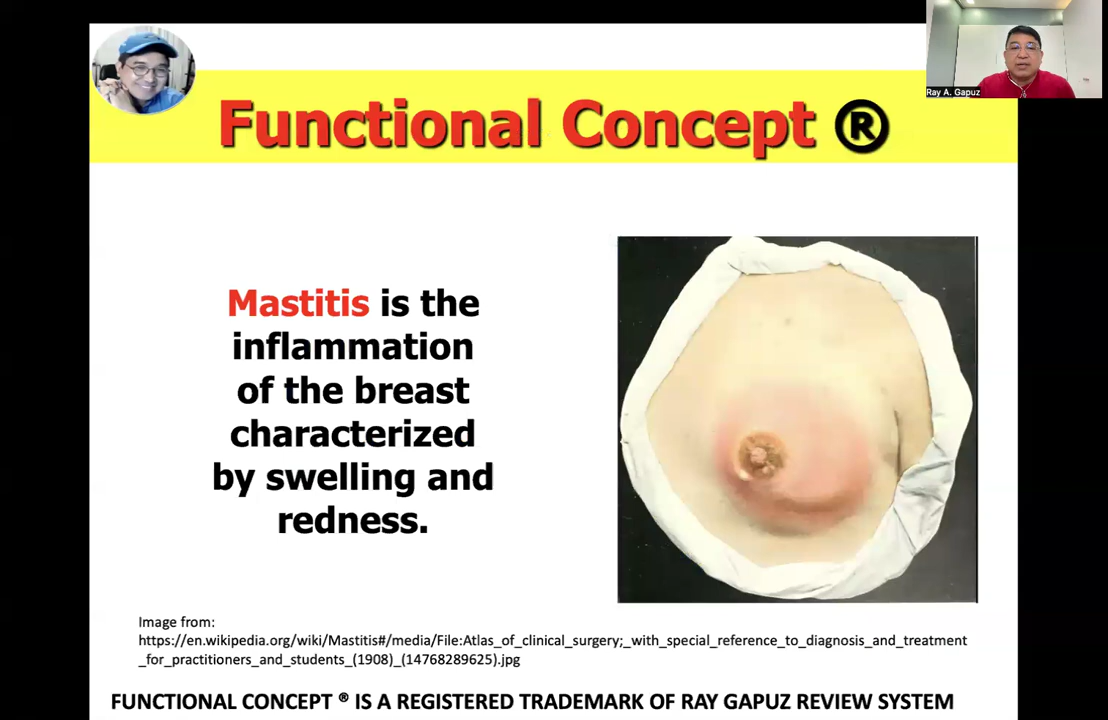 Ray A. Gapuz
Functional Concept ®
Mastitis is the
inflammation
of the breast
characterized
by swelling and
redness.
Image from:
https://en.wikipedia.org/wiki/Mastitis#/media/File:Atlas_of_clinical_surgery;_with_special_reference_to_diagnosis_and_treatment
_for_practitioners_and_students_(1908)_(14768289625).jpg
FUNCTIONAL CONCEPT ® IS A REGISTERED TRADEMARK OF RAY GAPUZ REVIEW SYSTEM